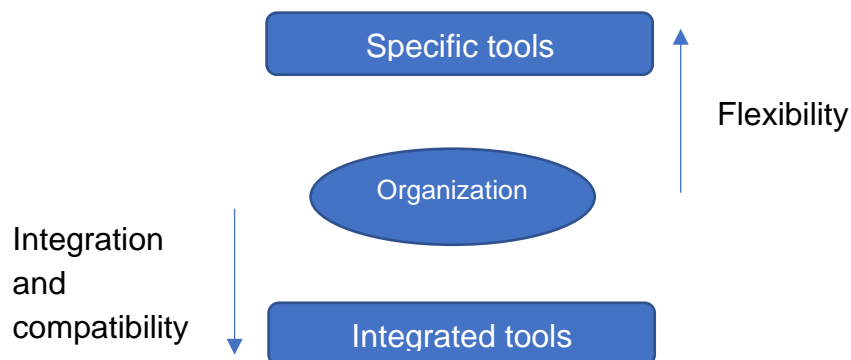 Specific tools
Flexibility
Organization
Integration
and
compatibility
Integrated tools